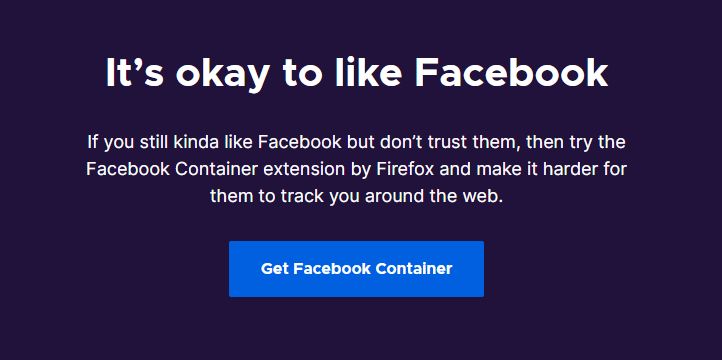 It’s okay to like Facebook
If you still kinda like Facebook but don’t trust them, then try the
Facebook Container extension by Firefox and make it harder for
them to track you around the web.
Get Facebook Container